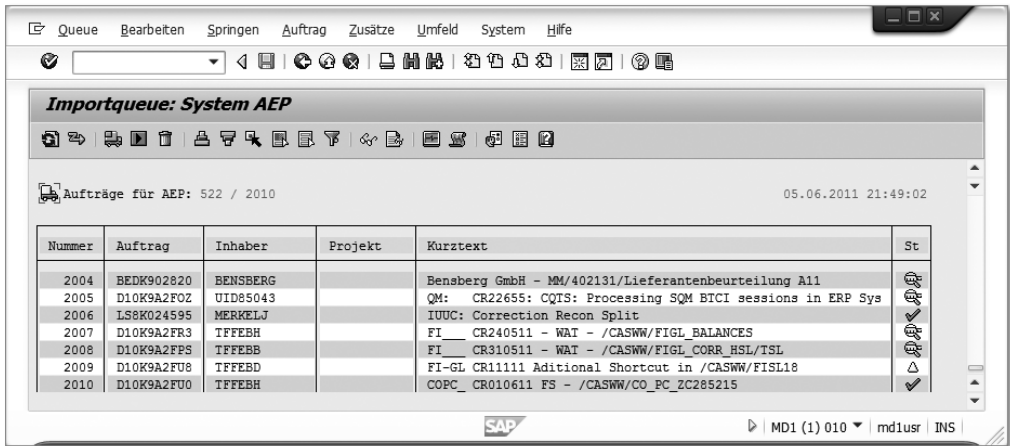 Queue Bearbeiten Springen Auftrag Zusätze Umfeld System Hilfe
Importqueue: System AEP
Aufträge für AEP: 522 / 2010 05.06.2011 21:49:02
Nummer Auftrag Inhaber Projekt Kurztext St
2004 BEDK902820 BENSBERG Bensberg GmbH - MM/402131/Lieferantenbeurteilung A11
2005 D10K9A2FOZ UID85043 QM: CR22655: CQTS: Processing SQM BTCI sessions in ERP Sys
2006 LS8K024595 MERKELJ IUUC: Correction Recon Split
2007 D10K9A2FR3 TFFEBH FI___ CR240511 - WAT - /CASWW/FIGL_BALANCES
2008 D10K9A2FPS TFFEBB FI___ CR310511 - WAT - /CASWW/FIGL_CORR_HSL/TSL
2009 D10K9A2FU8 TFFEBD FI-GL CR11111 Aditional Shortcut in /CASWW/FISL18
2010 D10K9A2FU0 TFFEBH COPC_ CR010611 FS - /CASWW/CO_PC_ZC285215
SAP MD1 (1) 010 md1usr INS